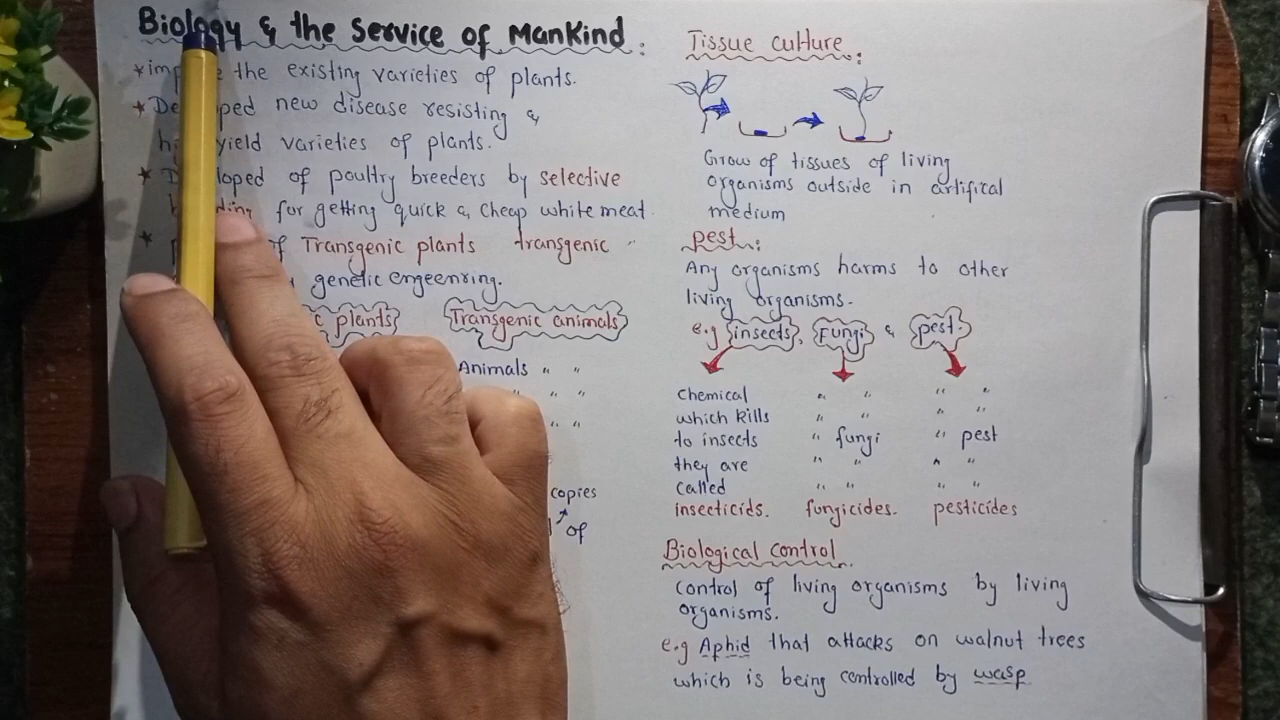 Biology & the Service of Mankind:
* the existing varieties of plants.
* new disease resisting &
yield varieties of plants.
* of poultry breeders by selective
for getting quick & cheap white meat.
* Transgenic plants transgenic "
genetic engeenring.
plants
Transgenic animals
Animals " "
" " "
" "
copies
of
Tissue culture:
Grow of tissues of living
organisms outside in artifical
medium
Pest:
Any organisms harms to other
living organisms.
e.g insects, Fungi & pest.
Chemical " " " "
which kills " " " "
to insects " fungi " pest
they are " " " "
called " " " "
insecticids. fungicides. pesticides
Biological control
Control of living organisms by living
organisms.
e.g Aphid that attacks on walnut trees
which is being controlled by wasp